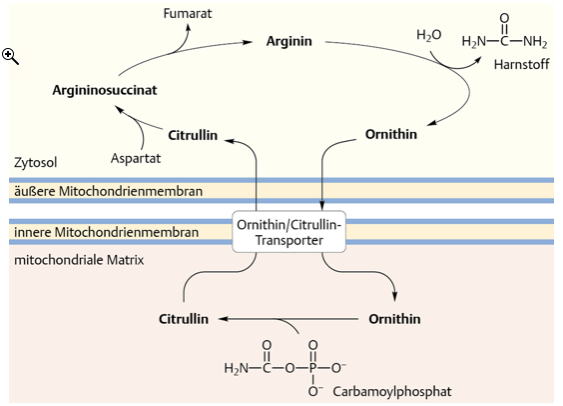 Fumarat
Arginin
H₂O
O
H₂N—C—NH₂
Harnstoff
Argininosuccinat
Citrullin
Ornithin
Aspartat
Zytosol
äußere Mitochondrienmembran
innere Mitochondrienmembran
Ornithin/Citrullin-
Transporter
mitochondriale Matrix
Citrullin
Ornithin
O O
H₂N—C—O—P—O⁻
O⁻ Carbamoylphosphat